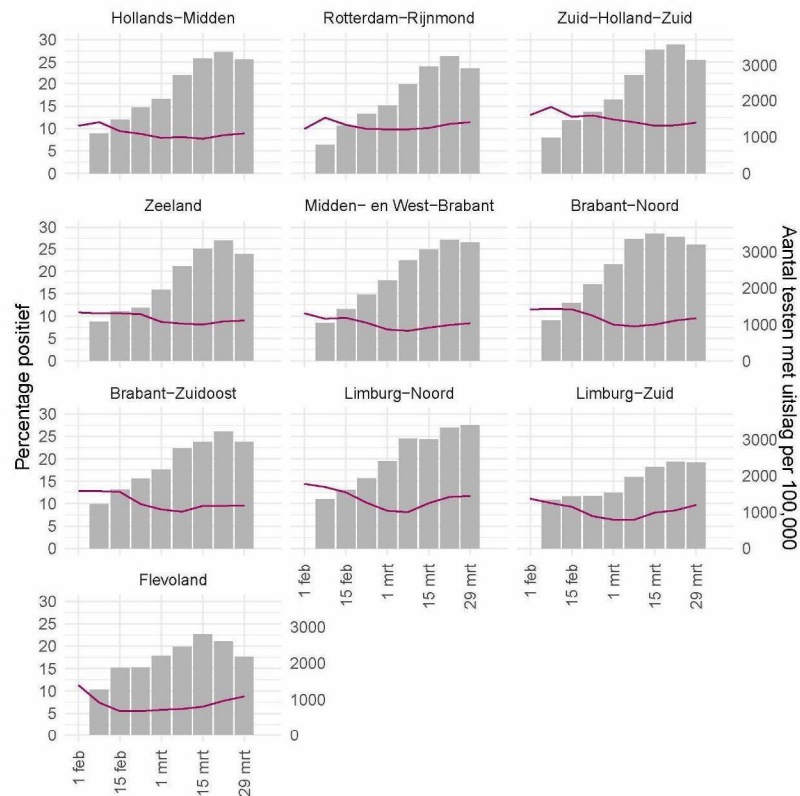 Hollands−Midden Rotterdam−Rijnmond Zuid−Holland−Zuid
30
25
20
15
10
5
0
3000
2000
1000
0
Zeeland Midden− en West−Brabant Brabant−Noord
30
25
20
15
10
5
0
3000
2000
1000
0
Percentage positief
Aantal testen met uitslag per 100,000
Brabant−Zuidoost Limburg−Noord Limburg−Zuid
30
25
20
15
10
5
0
3000
2000
1000
0
1 feb
15 feb
1 mrt
15 mrt
29 mrt
1 feb
15 feb
1 mrt
15 mrt
29 mrt
Flevoland
30
25
20
15
10
5
0
3000
2000
1000
0
1 feb
15 feb
1 mrt
15 mrt
29 mrt